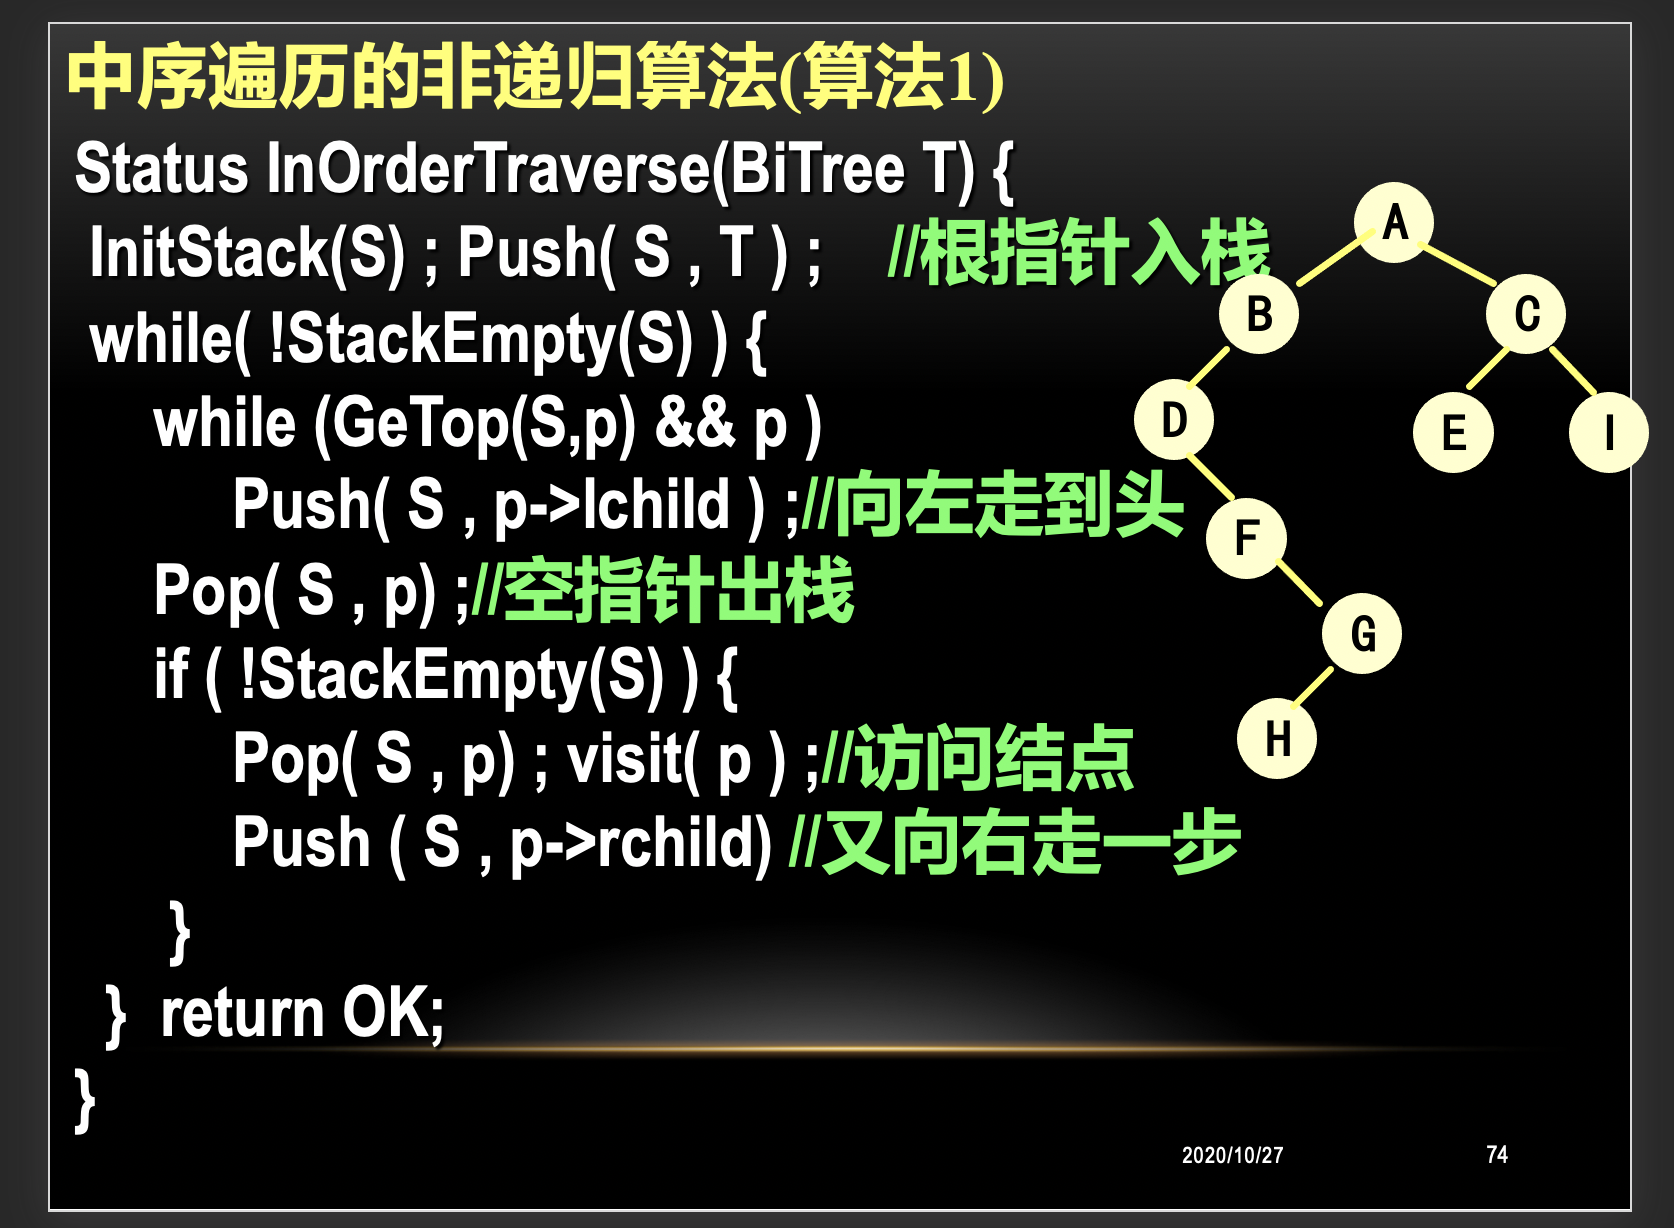 中序遍历的非递归算法(算法1)
Status InOrderTraverse(BiTree T) {
InitStack(S) ; Push( S , T ) ; //根指针入栈
while( !StackEmpty(S) ) {
while (GeTop(S,p) && p )
Push( S , p->lchild ) ;//向左走到头
Pop( S , p) ;//空指针出栈
if ( !StackEmpty(S) ) {
Pop( S , p) ; visit( p ) ;//访问结点
Push ( S , p->rchild) //又向右走一步
}
} return OK;
}
A
B
C
D
E
I
F
G
H
2020/10/27
74